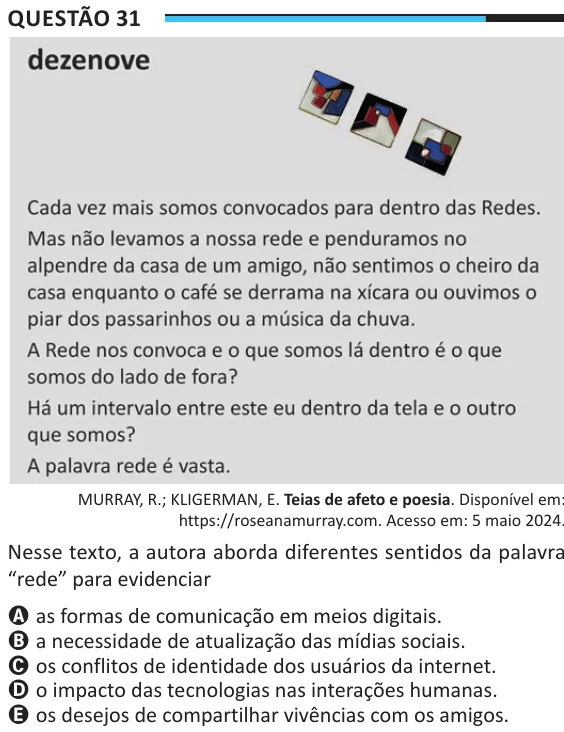 QUESTÃO 31
dezenove
Cada vez mais somos convocados para dentro das Redes.
Mas não levamos a nossa rede e penduramos no
alpendre da casa de um amigo, não sentimos o cheiro da
casa enquanto o café se derrama na xícara ou ouvimos o
piar dos passarinhos ou a música da chuva.
A Rede nos convoca e o que somos lá dentro é o que
somos do lado de fora?
Há um intervalo entre este eu dentro da tela e o outro
que somos?
A palavra rede é vasta.
MURRAY, R.; KLIGERMAN, E. Teias de afeto e poesia. Disponível em:
https://roseanamurray.com. Acesso em: 5 maio 2024.
Nesse texto, a autora aborda diferentes sentidos da palavra
“rede” para evidenciar
A as formas de comunicação em meios digitais.
B a necessidade de atualização das mídias sociais.
C os conflitos de identidade dos usuários da internet.
D o impacto das tecnologias nas interações humanas.
E os desejos de compartilhar vivências com os amigos.